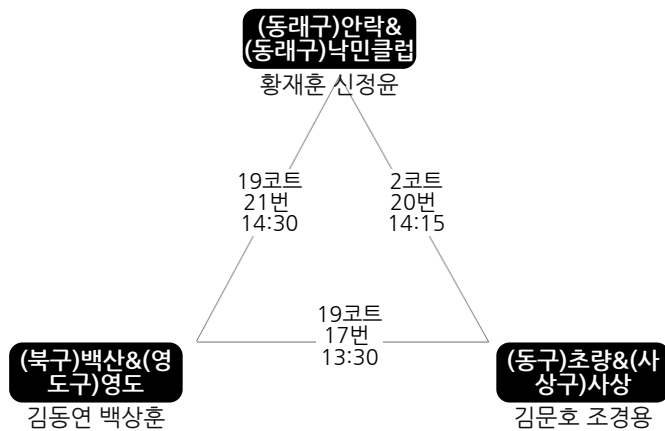 (동래구)안락&
(동래구)낙민클럽
황재훈 신정윤
19코트
21번
14:30
2코트
20번
14:15
19코트
17번
13:30
(북구)백산&(영
도구)영도
김동연 백상훈
(동구)초량&(사
상구)사상
김문호 조경용